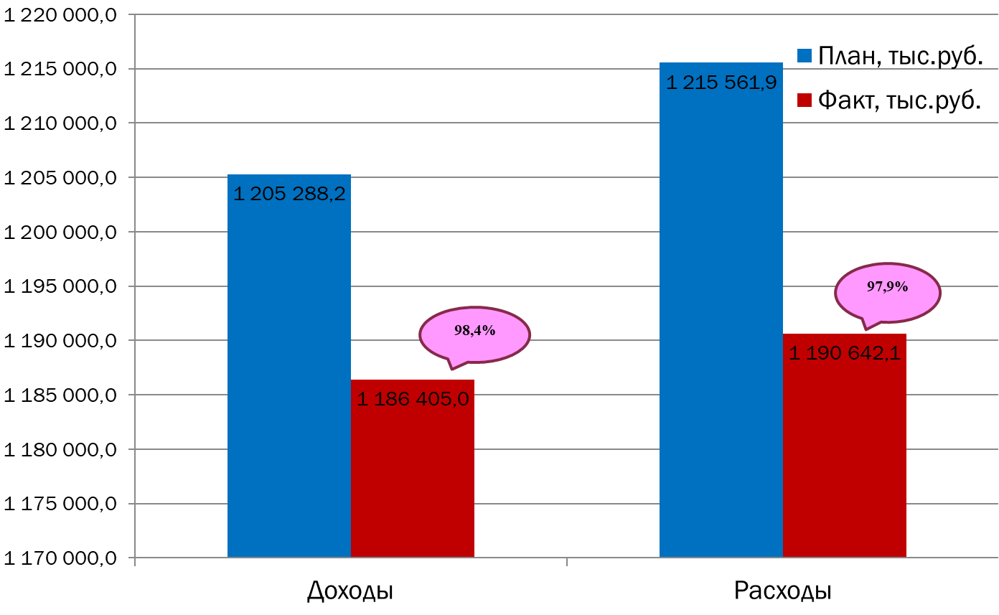 1 220 000,0
1 215 000,0
1 210 000,0
1 205 000,0
1 200 000,0
1 195 000,0
1 190 000,0
1 185 000,0
1 180 000,0
1 175 000,0
1 170 000,0
План, тыс.руб.
Факт, тыс.руб.
1 205 288,2
98,4%
1 186 405,0
1 215 561,9
97,9%
1 190 642,1
Доходы
Расходы